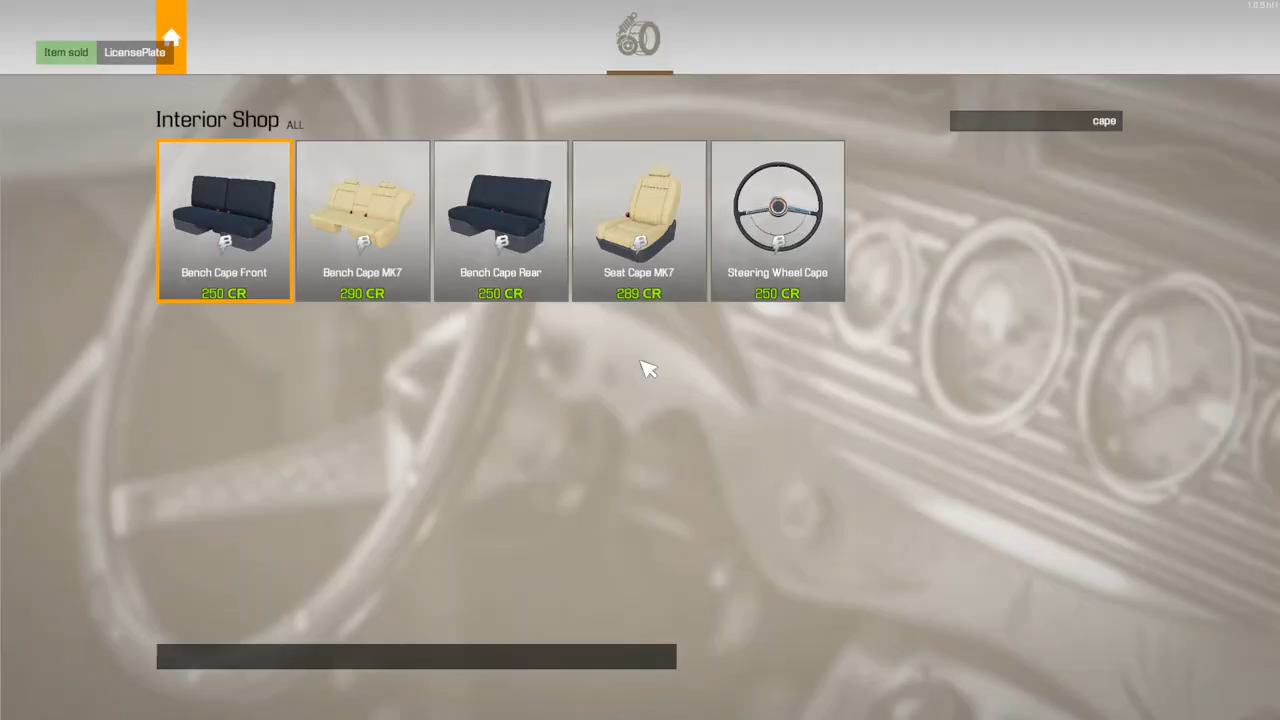 Item sold LicensePlate
Interior Shop ALL
cape
Bench Cape Front
250 CR
Bench Cape MK7
290 CR
Bench Cape Rear
250 CR
Seat Cape MK7
289 CR
Steering Wheel Cape
250 CR